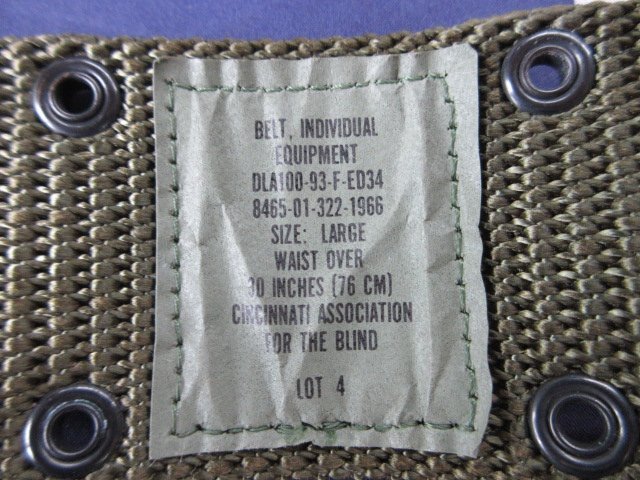 BELT, INDIVIDUAL
EQUIPMENT
DLA100-93-F-ED34
8465-01-322-1966
SIZE: LARGE
WAIST OVER
30 INCHES (76 CM)
CINCINNATI ASSOCIATION
FOR THE BLIND
LOT 4